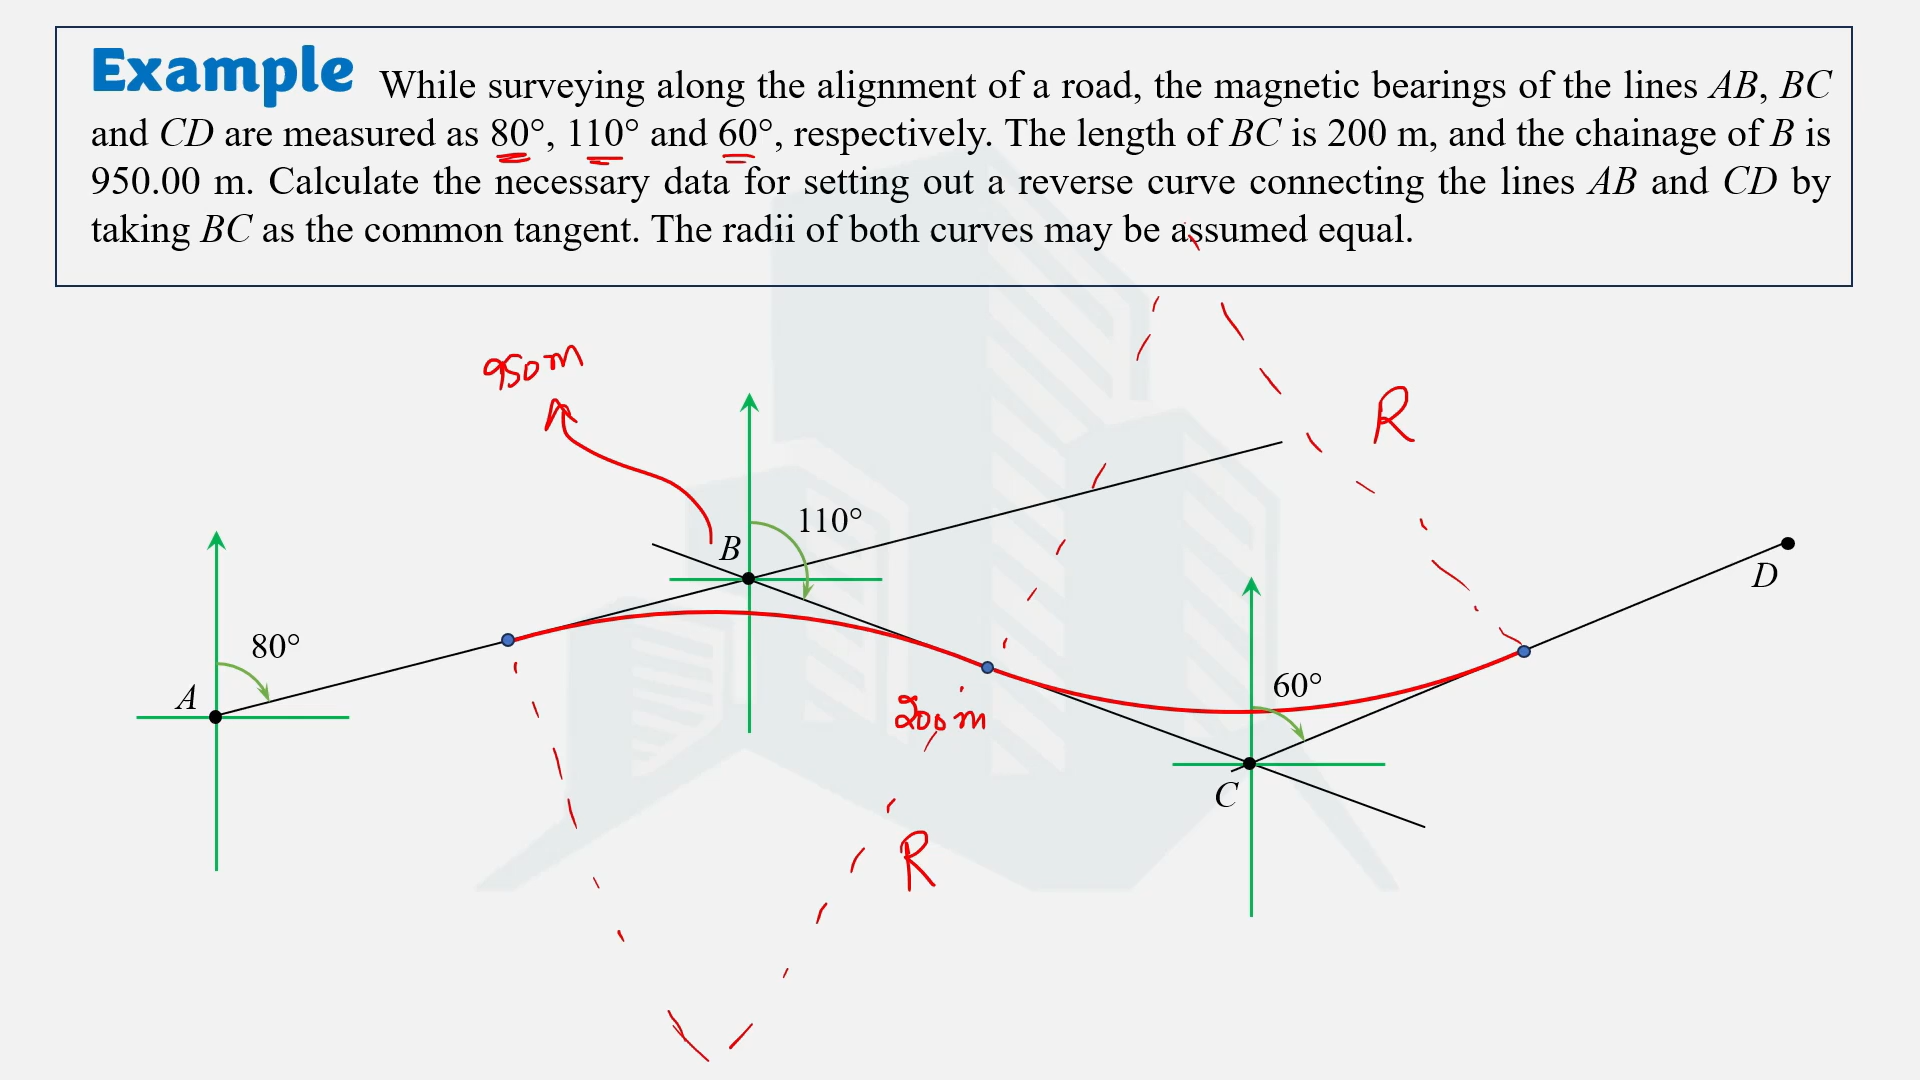 Example While surveying along the alignment of a road, the magnetic bearings of the lines AB, BC
and CD are measured as 80°, 110° and 60°, respectively. The length of BC is 200 m, and the chainage of B is
950.00 m. Calculate the necessary data for setting out a reverse curve connecting the lines AB and CD by
taking BC as the common tangent. The radii of both curves may be assumed equal.
950m
R
110°
B
D
80°
A
60°
200m
C
R